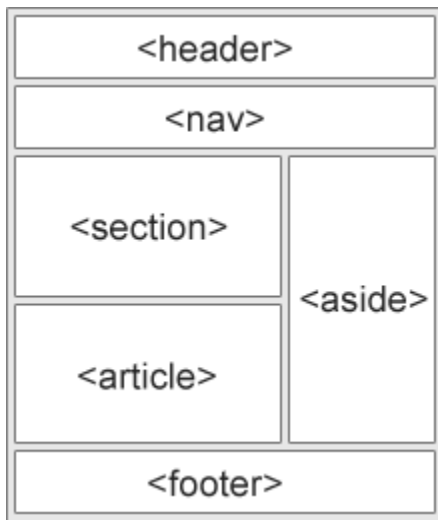 <header>
<nav>
<section>
<aside>
<article>
<footer>